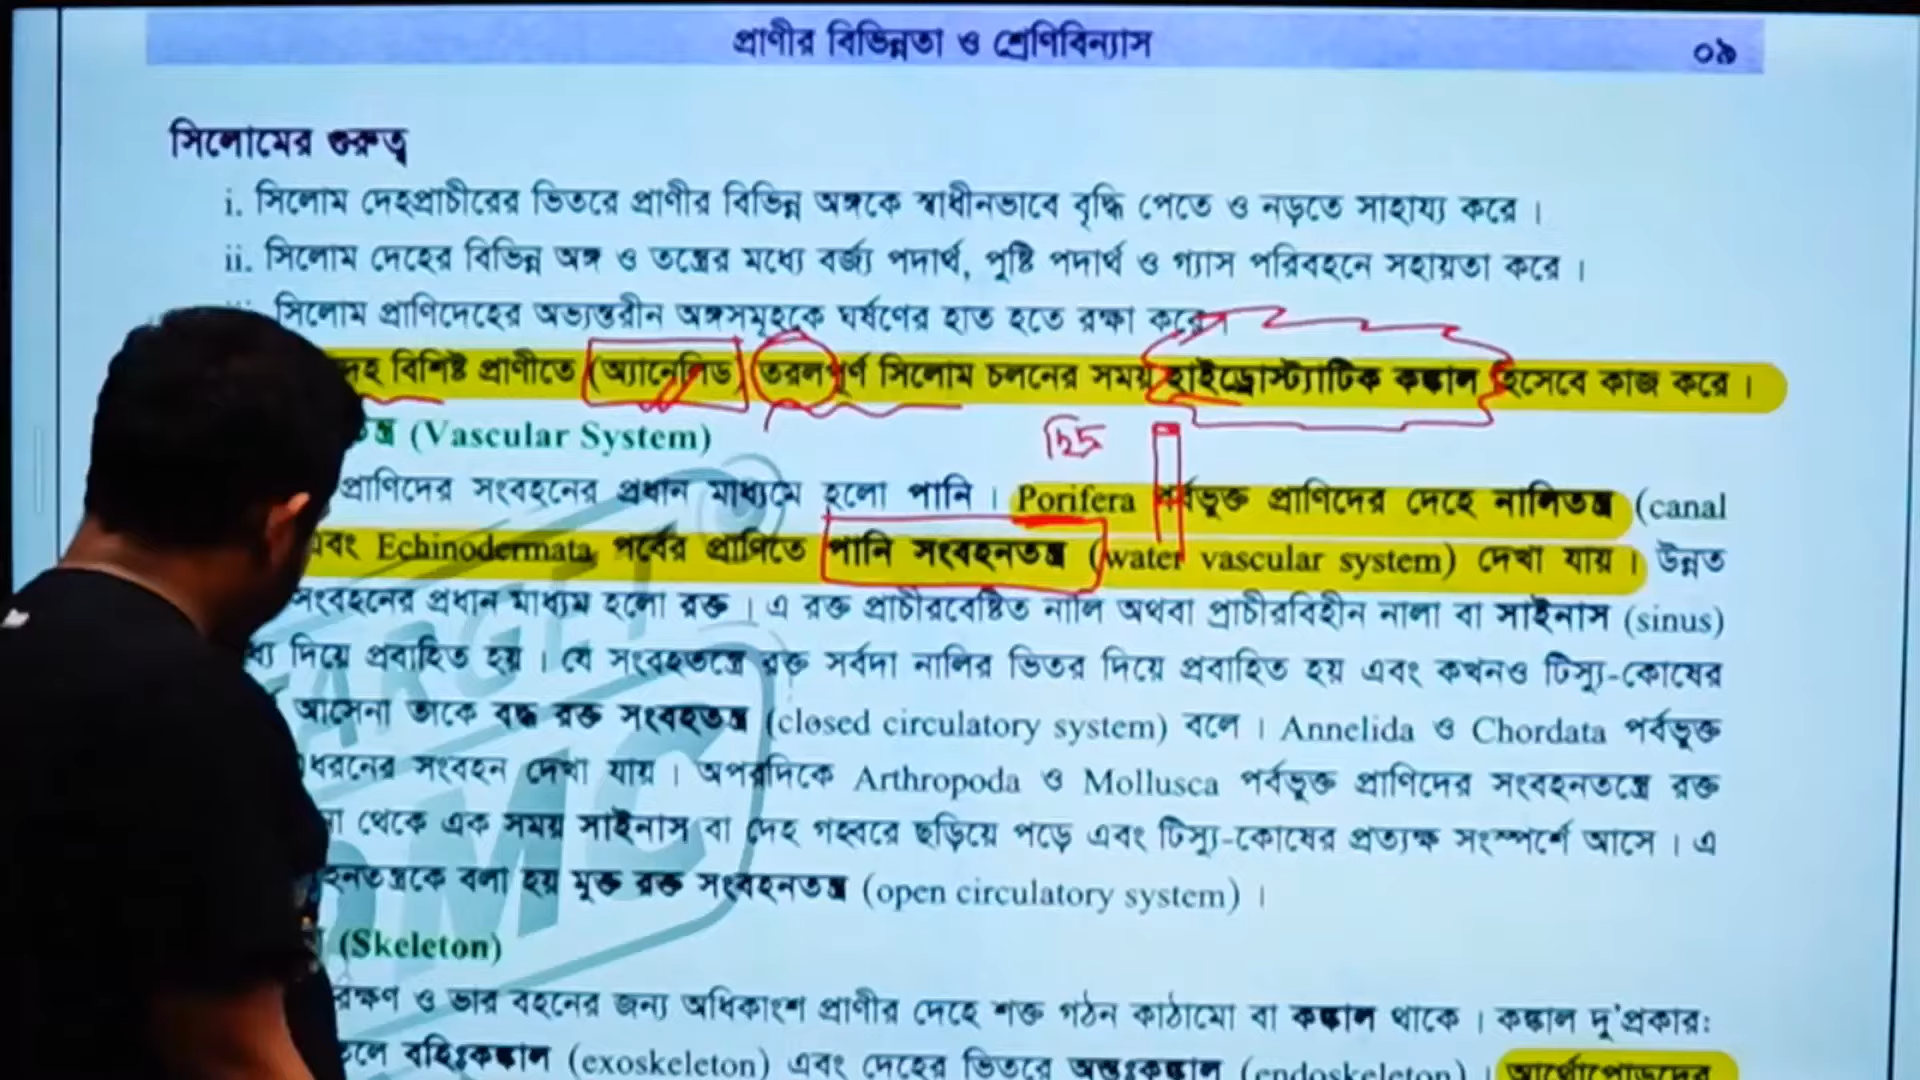 প্রাণীর বিভিন্নতা ও শ্রেণিবিন্যাস
০৯
সিলোমের গুরুত্ব
i. সিলোম দেহপ্রাচীরের ভিতরে প্রাণীর বিভিন্ন অঙ্গকে স্বাধীনভাবে বৃদ্ধি পেতে ও নড়তে সাহায্য করে।
ii. সিলোম দেহের বিভিন্ন অঙ্গ ও তন্ত্রের মধ্যে বর্জ্য পদার্থ, পুষ্টি পদার্থ ও গ্যাস পরিবহনে সহায়তা করে।
সিলোম প্রাণিদেহের অভ্যন্তরীন অঙ্গসমূহকে ঘর্ষণের হাত হতে রক্ষা করে।
দেহ বিশিষ্ট প্রাণীতে (অ্যানেলিড) তরলপূর্ণ সিলোম চলনের সময় হাইড্রোস্ট্যাটিক কঙ্কাল হিসেবে কাজ করে।
(Vascular System)
ছিদ্র
প্রাণিদের সংবহনের প্রধান মাধ্যমে হলো পানি। Porifera পর্বভুক্ত প্রাণিদের দেহে নালিতন্ত্র (canal
এবং Echinodermata পর্বের প্রাণিতে পানি সংবহনতন্ত্র (water vascular system) দেখা যায়। উন্নত
সংবহনের প্রধান মাধ্যম হলো রক্ত। এ রক্ত প্রাচীরবেষ্টিত নালি অথবা প্রাচীরবিহীন নালা বা সাইনাস (sinus)
দিয়ে প্রবাহিত হয়। যে সংবহতন্ত্রে রক্ত সর্বদা নালির ভিতর দিয়ে প্রবাহিত হয় এবং কখনও টিস্যু-কোষের
আসেনা তাকে বদ্ধ রক্ত সংবহতন্ত্র (closed circulatory system) বলে। Annelida ও Chordata পর্বভুক্ত
ধরনের সংবহন দেখা যায়। অপরদিকে Arthropoda ও Mollusca পর্বভুক্ত প্রাণিদের সংবহনতন্ত্রে রক্ত
থেকে এক সময় সাইনাস বা দেহ গহ্বরে ছড়িয়ে পড়ে এবং টিস্যু-কোষের প্রত্যক্ষ সংস্পর্শে আসে। এ
বলা হয় মুক্ত রক্ত সংবহনতন্ত্র (open circulatory system)।
(Skeleton)
ও ভার বহনের জন্য অধিকাংশ প্রাণীর দেহে শক্ত গঠন কাঠামো বা কঙ্কাল থাকে। কঙ্কাল দু'প্রকার:
বহিঃকঙ্কাল (exoskeleton) এবং দেহের ভিতরে অন্তঃকঙ্কাল (endoskeleton)। আর্থ্রোপোডদের